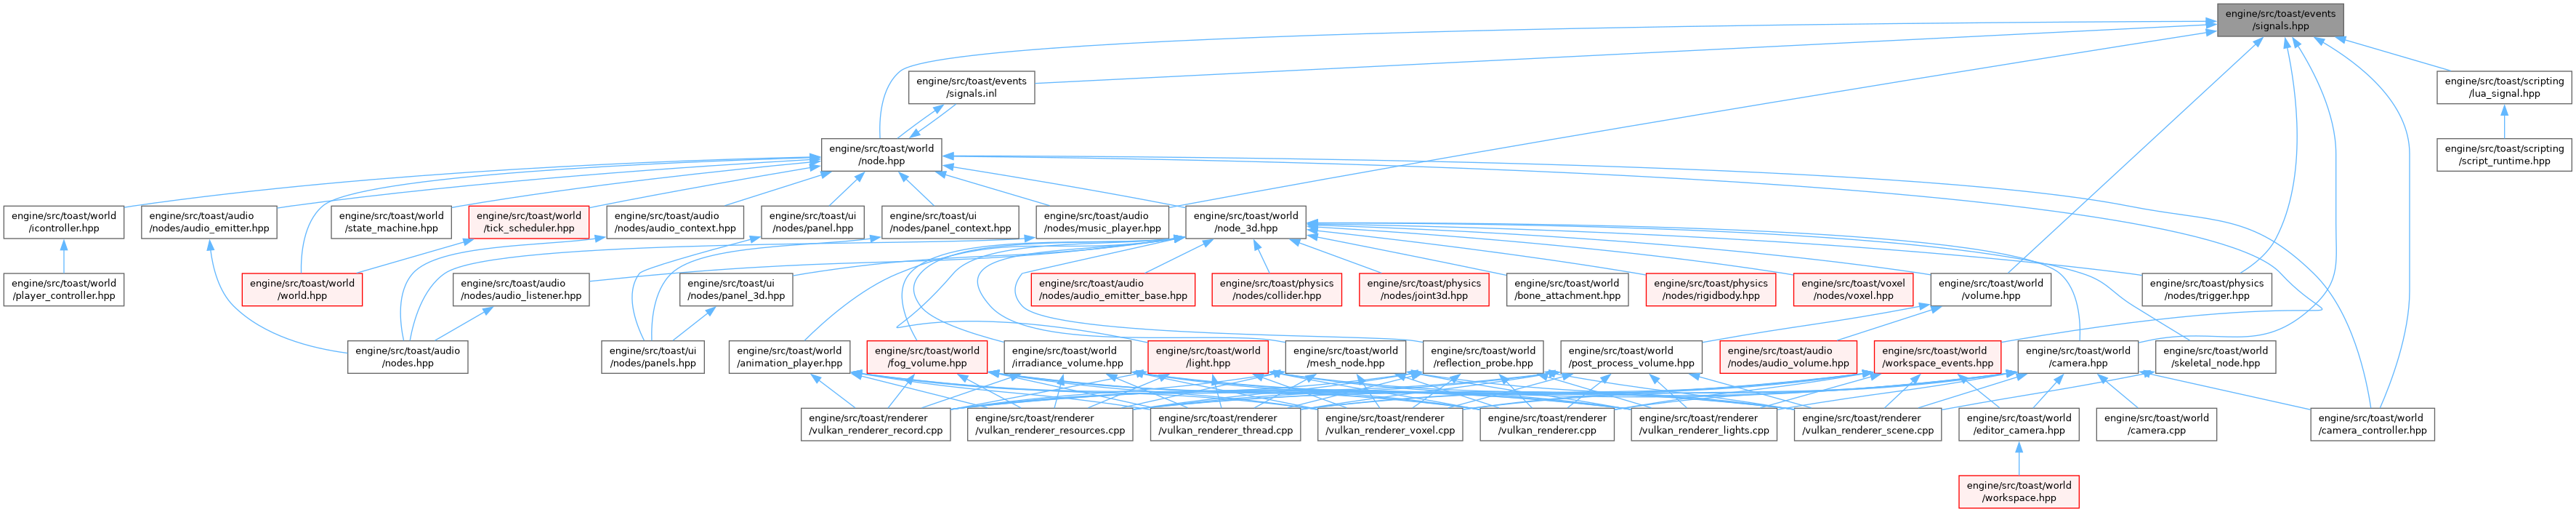 engine/src/toast/events
/signals.hpp
engine/src/toast/events
/signals.inl
engine/src/toast/scripting
/lua_signal.hpp
engine/src/toast/world
/node.hpp
engine/src/toast/scripting
/script_runtime.hpp
engine/src/toast/world
/icontroller.hpp
engine/src/toast/audio
/nodes/audio_emitter.hpp
engine/src/toast/world
/state_machine.hpp
engine/src/toast/world
/tick_scheduler.hpp
engine/src/toast/audio
/nodes/audio_context.hpp
engine/src/toast/ui
/nodes/panel.hpp
engine/src/toast/ui
/nodes/panel_context.hpp
engine/src/toast/audio
/nodes/music_player.hpp
engine/src/toast/world
/node_3d.hpp
engine/src/toast/world
/player_controller.hpp
engine/src/toast/world
/world.hpp
engine/src/toast/audio
/nodes/audio_listener.hpp
engine/src/toast/ui
/nodes/panel_3d.hpp
engine/src/toast/audio
/nodes/audio_emitter_base.hpp
engine/src/toast/physics
/nodes/collider.hpp
engine/src/toast/physics
/nodes/joint3d.hpp
engine/src/toast/world
/bone_attachment.hpp
engine/src/toast/physics
/nodes/rigidbody.hpp
engine/src/toast/voxel
/nodes/voxel.hpp
engine/src/toast/world
/volume.hpp
engine/src/toast/physics
/nodes/trigger.hpp
engine/src/toast/audio
/nodes.hpp
engine/src/toast/ui
/nodes/panels.hpp
engine/src/toast/world
/animation_player.hpp
engine/src/toast/world
/fog_volume.hpp
engine/src/toast/world
/irradiance_volume.hpp
engine/src/toast/world
/light.hpp
engine/src/toast/world
/mesh_node.hpp
engine/src/toast/world
/reflection_probe.hpp
engine/src/toast/world
/post_process_volume.hpp
engine/src/toast/audio
/nodes/audio_volume.hpp
engine/src/toast/world
/workspace_events.hpp
engine/src/toast/world
/camera.hpp
engine/src/toast/world
/skeletal_node.hpp
engine/src/toast/renderer
/vulkan_renderer_record.cpp
engine/src/toast/renderer
/vulkan_renderer_resources.cpp
engine/src/toast/renderer
/vulkan_renderer_thread.cpp
engine/src/toast/renderer
/vulkan_renderer_voxel.cpp
engine/src/toast/renderer
/vulkan_renderer.cpp
engine/src/toast/renderer
/vulkan_renderer_lights.cpp
engine/src/toast/renderer
/vulkan_renderer_scene.cpp
engine/src/toast/world
/editor_camera.hpp
engine/src/toast/world
/camera.cpp
engine/src/toast/world
/camera_controller.hpp
engine/src/toast/world
/workspace.hpp